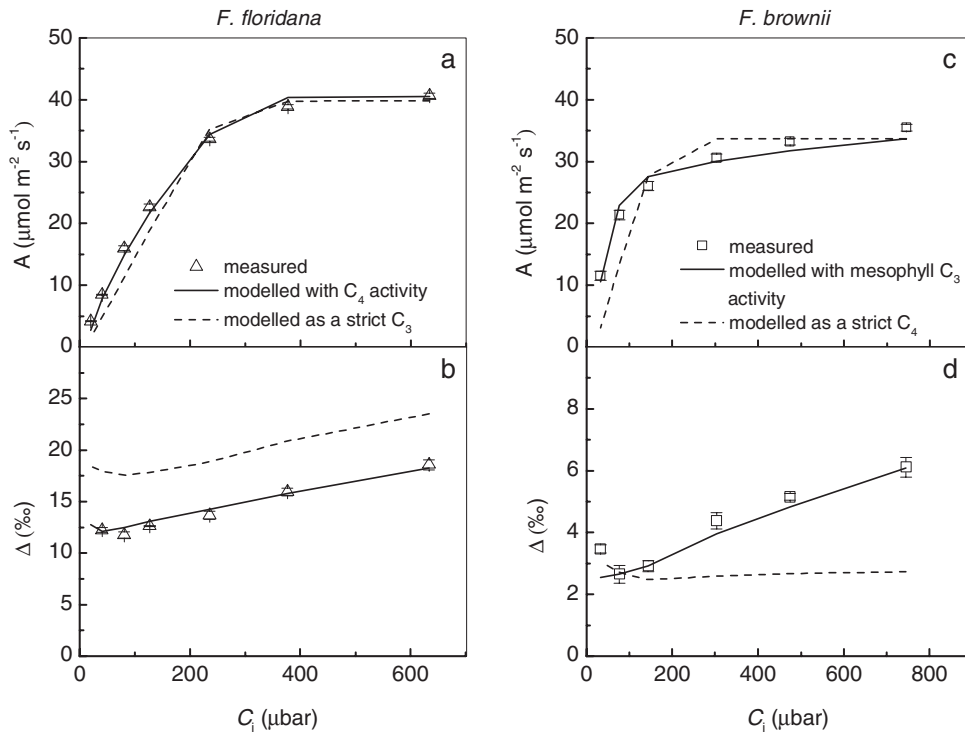 F. floridana
F. brownii
a
A (μmol m⁻² s⁻¹)
50
40
30
20
10
0
measured
modelled with C₄ activity
modelled as a strict C₃
c
A (μmol m⁻² s⁻¹)
50
40
30
20
10
0
measured
modelled with mesophyll C₃
activity
modelled as a strict C₄
b
Δ (‰)
25
20
15
10
5
0
0 200 400 600
Cᵢ (μbar)
d
Δ (‰)
8
6
4
2
0
0 200 400 600 800
Cᵢ (μbar)